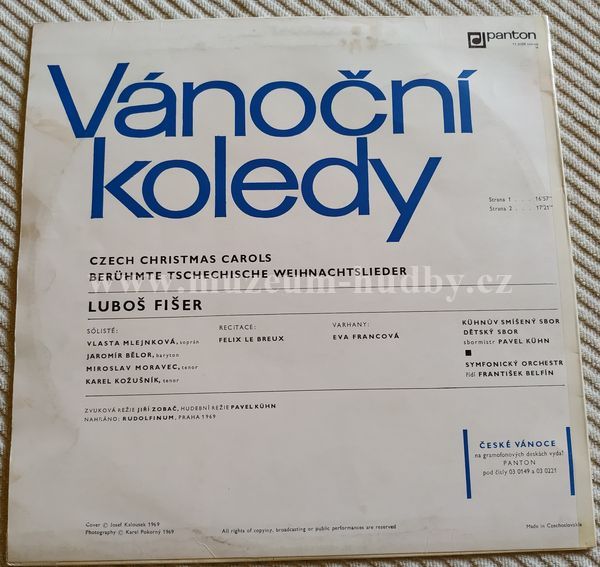 panton
Vánoční
koledy
Strana 1 . . . . 16'57"
Strana 2 . . . . 17'21"
CZECH CHRISTMAS CAROLS
BERÜHMTE TSCHECHISCHE WEIHNACHTSLIEDER
www.muzeum-hudby.cz
LUBOŠ FIŠER
SÓLISTÉ:
VLASTA MLEJNKOVÁ, soprán
JAROMÍR BĚLOR, baryton
MIROSLAV MORAVEC, tenor
KAREL KOŽUŠNÍK, tenor
RECITACE:
FELIX LE BREUX
VARHANY:
EVA FRANCOVÁ
KÜHNŮV SMÍŠENÝ SBOR
DĚTSKÝ SBOR
sbormistr PAVEL KÜHN
SYMFONICKÝ ORCHESTR
řídí FRANTIŠEK BELFÍN
ZVUKOVÁ REŽIE JIŘÍ ZOBAČ, HUDEBNÍ REŽIE PAVEL KÜHN
NAHRÁNO: RUDOLFINUM, PRAHA 1969
ČESKÉ VÁNOCE
na gramofonových deskách vydal
PANTON
pod čísly 03 0149 a 03 0221
Cover © Josef Kalousek 1969
Photography © Karel Pokorný 1969
All rights of copying, broadcasting or public performances are reserved
Made in Czechoslovakia